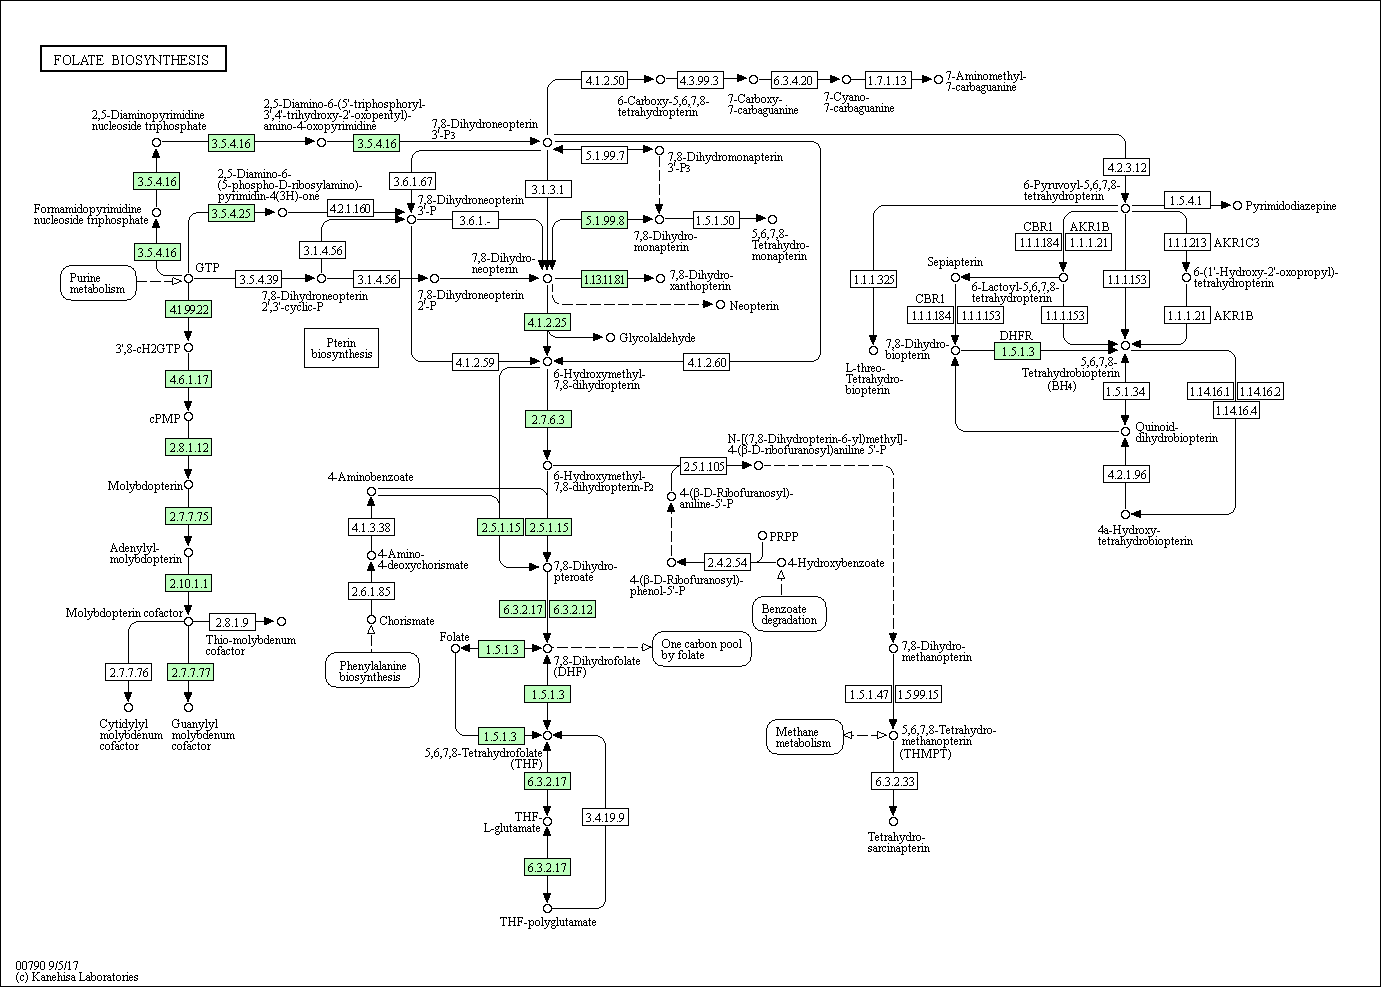 FOLATE BIOSYNTHESIS
4.1.2.50
4.3.99.3
6.3.4.20
1.7.1.13
7-Aminomethyl-
7-carbaguanine
6-Carboxy-5,6,7,8-
tetrahydropterin
7-Carboxy-
7-carbaguanine
7-Cyano-
7-carbaguanine
2,5-Diaminopyrimidine
nucleoside triphosphate
2,5-Diamino-6-(5'-triphosphoryl-
3',4'-trihydroxy-2'-oxopentyl)-
amino-4-oxopyrimidine
7,8-Dihydroneopterin
3'-P3
3.5.4.16
3.5.4.16
5.1.99.7
7,8-Dihydromonapterin
3'-P3
4.2.3.12
3.5.4.16
2,5-Diamino-6-
(5-phospho-D-ribosylamino)-
pyrimidin-4(3H)-one
3.6.1.67
3.1.3.1
6-Pyruvoyl-5,6,7,8-
tetrahydropterin
1.5.4.1
Pyrimidodiazepine
Formamidopyrimidine
nucleoside triphosphate
3.5.4.25
4.2.1.160
7,8-Dihydroneopterin
3'-P
3.6.1.-
5.1.99.8
1.5.1.50
7,8-Dihydro-
monapterin
5,6,7,8-
Tetrahydro-
monapterin
CBR1
1.1.1.184
AKR1B
1.1.1.21
1.1.1.213
AKR1C3
3.5.4.16
3.1.4.56
GTP
Purine
metabolism
3.5.4.39
3.1.4.56
7,8-Dihydro-
neopterin
1.13.11.81
7,8-Dihydro-
xanthopterin
Sepiapterin
1.1.1.325
6-Lactoyl-5,6,7,8-
tetrahydropterin
1.1.1.153
6-(1'-Hydroxy-2'-oxopropyl)-
tetrahydropterin
7,8-Dihydroneopterin
2',3'-cyclic-P
7,8-Dihydroneopterin
2'-P
Neopterin
4.1.99.22
4.1.2.25
CBR1
1.1.1.184
1.1.1.153
1.1.1.153
1.1.1.21
AKR1B
Glycolaldehyde
3',8-cH2GTP
Pterin
biosynthesis
7,8-Dihydro-
biopterin
DHFR
1.5.1.3
4.1.2.59
4.1.2.60
6-Hydroxymethyl-
7,8-dihydropterin
L-threo-
Tetrahydro-
biopterin
5,6,7,8-
Tetrahydrobiopterin
(BH4)
4.6.1.17
1.5.1.34
1.14.16.1
1.14.16.2
1.14.16.4
cPMP
2.7.6.3
Quinoid-
dihydrobiopterin
2.8.1.12
N-[(7,8-Dihydropterin-6-yl)methyl]-
4-(β-D-ribofuranosyl)aniline 5'-P
2.5.1.105
6-Hydroxymethyl-
7,8-dihydropterin-P2
4.2.1.96
Molybdopterin
4-Aminobenzoate
4-(β-D-Ribofuranosyl)-
aniline-5'-P
2.7.7.75
4.1.3.38
2.5.1.15
2.5.1.15
4a-Hydroxy-
tetrahydrobiopterin
PRPP
Adenylyl-
molybdopterin
4-Amino-
4-deoxychorismate
7,8-Dihydro-
pteroate
2.4.2.54
4-Hydroxybenzoate
4-(β-D-Ribofuranosyl)-
phenol-5'-P
2.10.1.1
2.6.1.85
6.3.2.17
6.3.2.12
Benzoate
degradation
Molybdopterin cofactor
2.8.1.9
Chorismate
Thio-molybdenum
cofactor
Folate
1.5.1.3
One carbon pool
by folate
7,8-Dihydro-
methanopterin
2.7.7.76
2.7.7.77
Phenylalanine
biosynthesis
7,8-Dihydrofolate
(DHF)
1.5.1.3
1.5.1.47
1.5.99.15
Cytidylyl
molybdenum
cofactor
Guanylyl
molybdenum
cofactor
1.5.1.3
5,6,7,8-Tetrahydrofolate
(THF)
Methane
metabolism
5,6,7,8-Tetrahydro-
methanopterin
(THMPT)
6.3.2.17
6.3.2.33
THF-
L-glutamate
3.4.19.9
Tetrahydro-
sarcinapterin
6.3.2.17
THF-polyglutamate
00790 9/5/17
(c) Kanehisa Laboratories